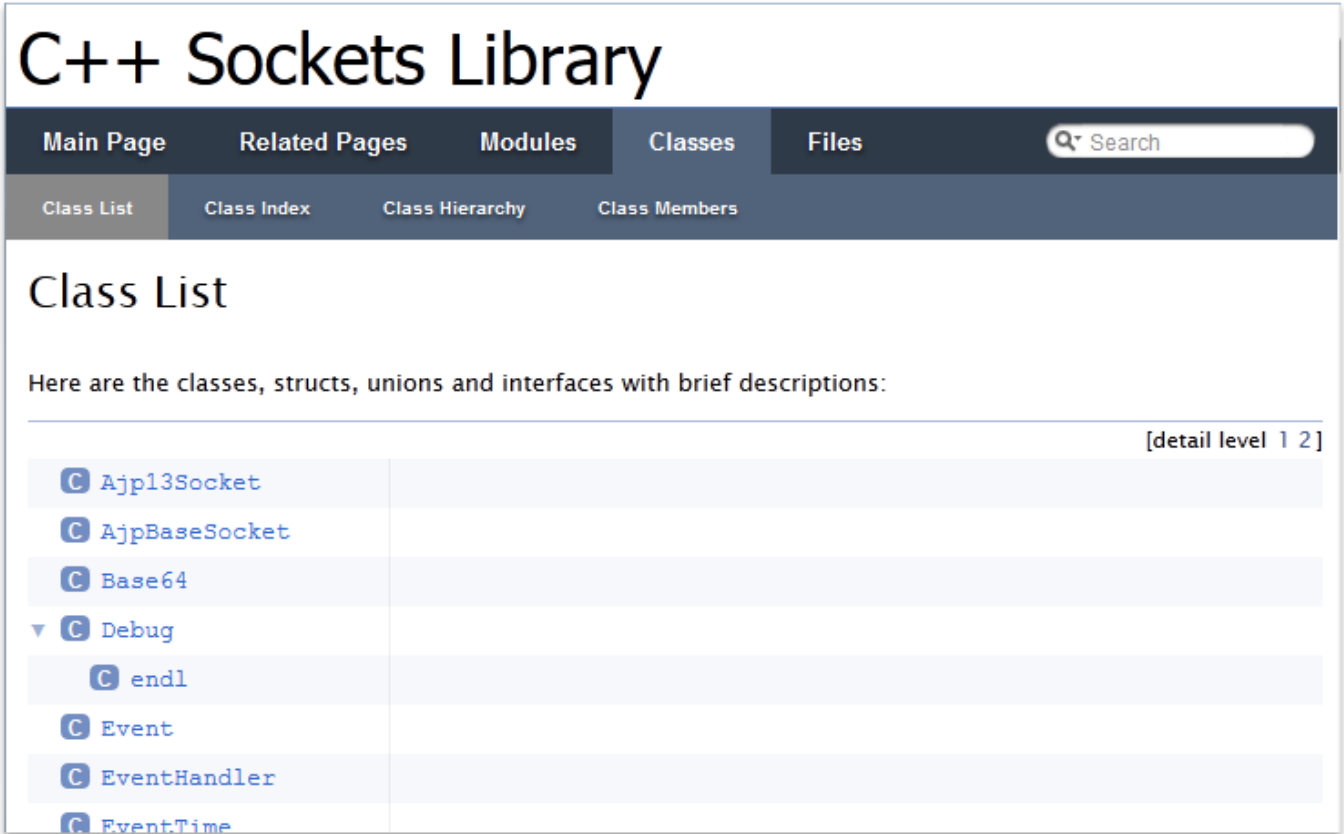 C++ Sockets Library
Main Page Related Pages Modules Classes Files Search
Class List Class Index Class Hierarchy Class Members
Class List
Here are the classes, structs, unions and interfaces with brief descriptions:
[detail level 1 2]
C Ajp13Socket
C AjpBaseSocket
C Base64
▼ C Debug
C endl
C Event
C EventHandler
C EventTime